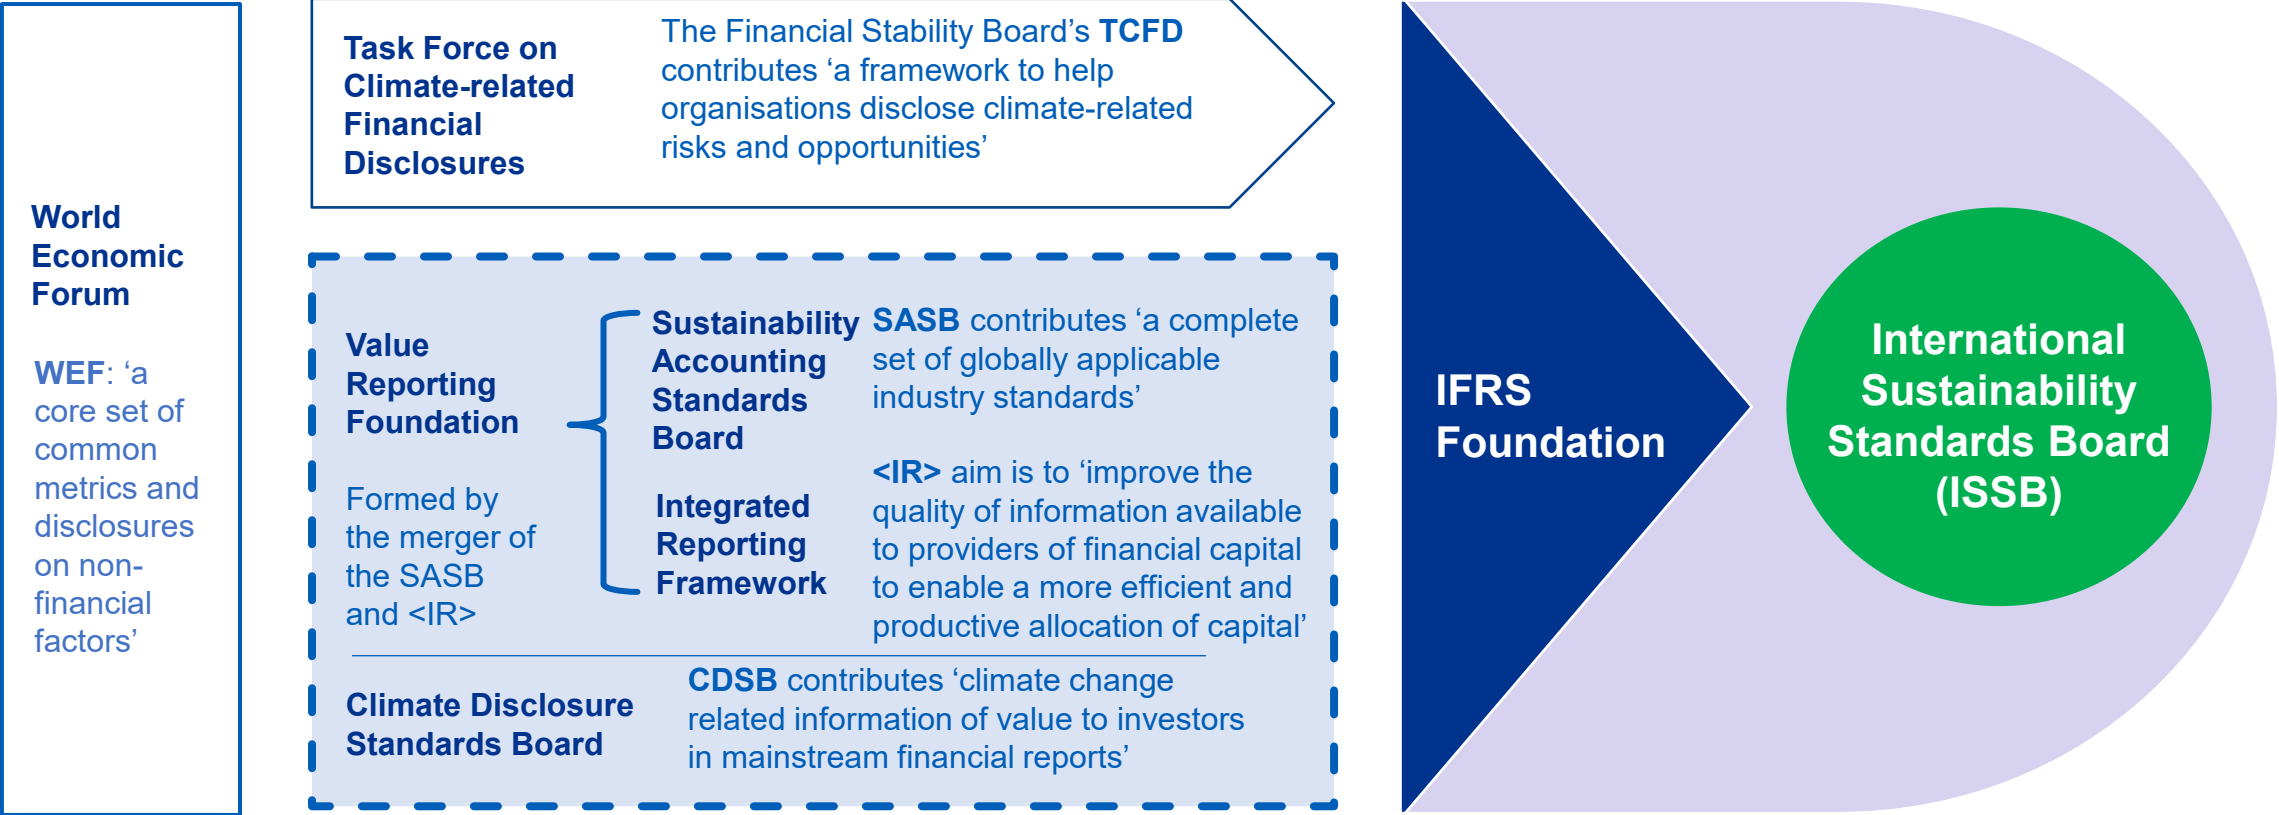 World
Economic
Forum
WEF: ‘a
core set of
common
metrics and
disclosures
on non-
financial
factors’
Task Force on
Climate-related
Financial
Disclosures
The Financial Stability Board’s TCFD
contributes ‘a framework to help
organisations disclose climate-related
risks and opportunities’
Value
Reporting
Foundation
Formed by
the merger of
the SASB
and <IR>
Sustainability
Accounting
Standards
Board
SASB contributes ‘a complete
set of globally applicable
industry standards’
Integrated
Reporting
Framework
<IR> aim is to ‘improve the
quality of information available
to providers of financial capital
to enable a more efficient and
productive allocation of capital’
Climate Disclosure
Standards Board
CDSB contributes ‘climate change
related information of value to investors
in mainstream financial reports’
IFRS
Foundation
International
Sustainability
Standards Board
(ISSB)